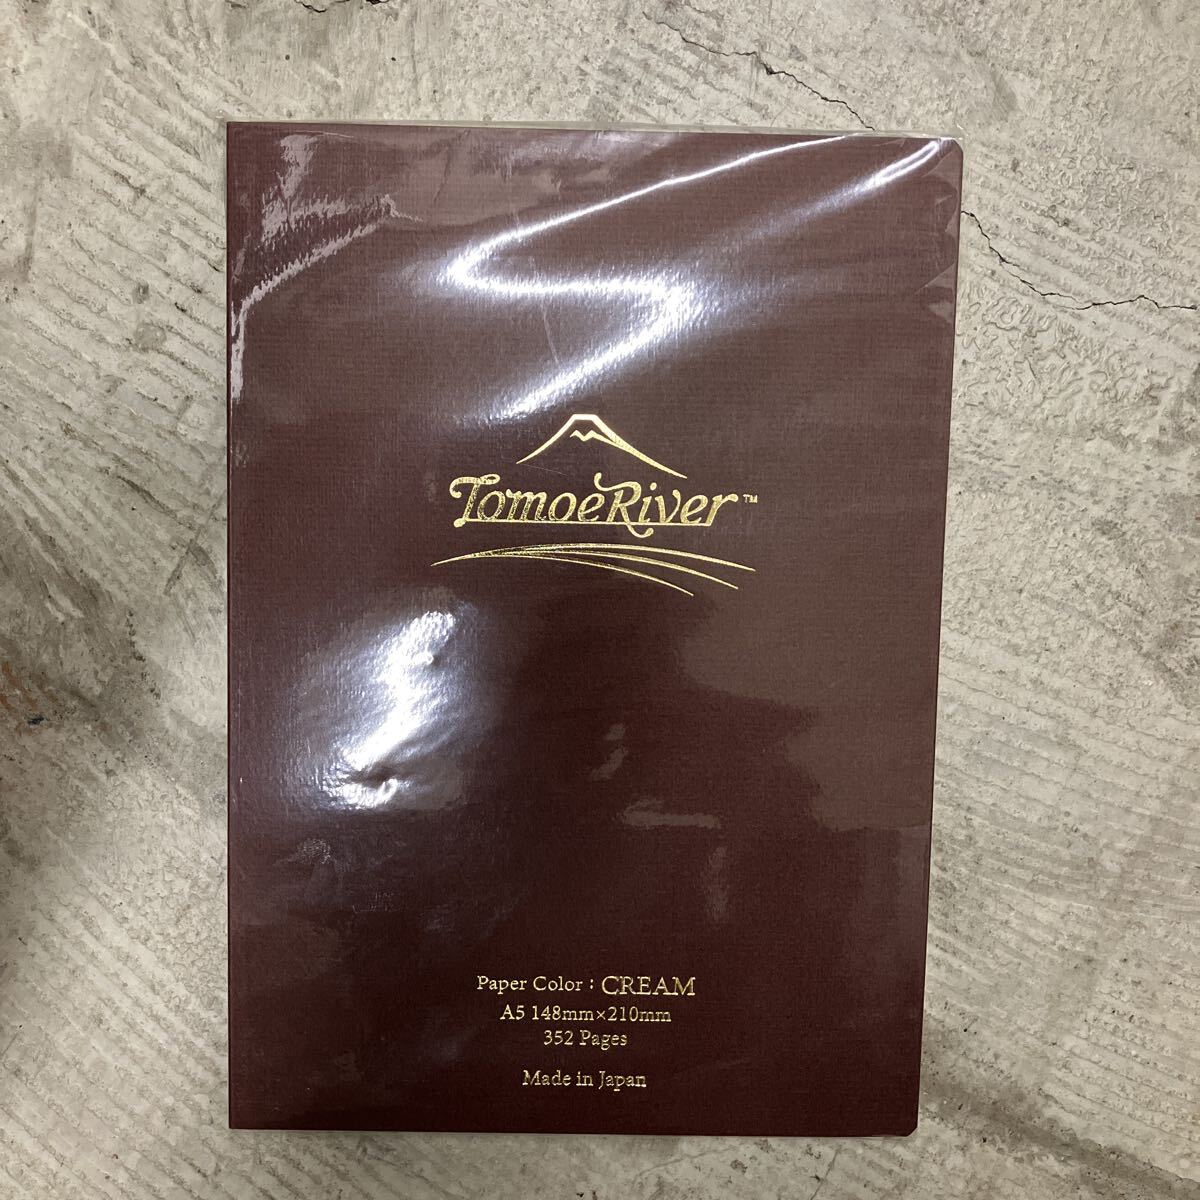 TomoeRiver™
Paper Color : CREAM
A5 148mm×210mm
352 Pages
Made in Japan